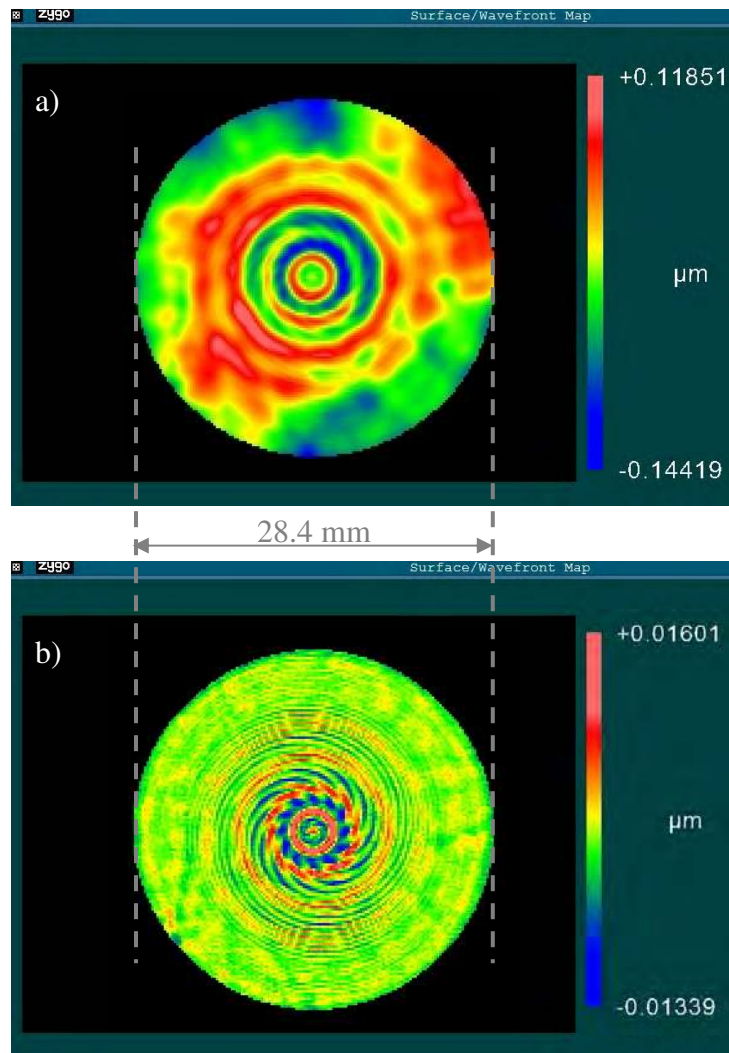 zygo
Surface/Wavefront Map
a)
+0.11851
µm
-0.14419
28.4 mm
zygo
Surface/Wavefront Map
b)
+0.01601
µm
-0.01339